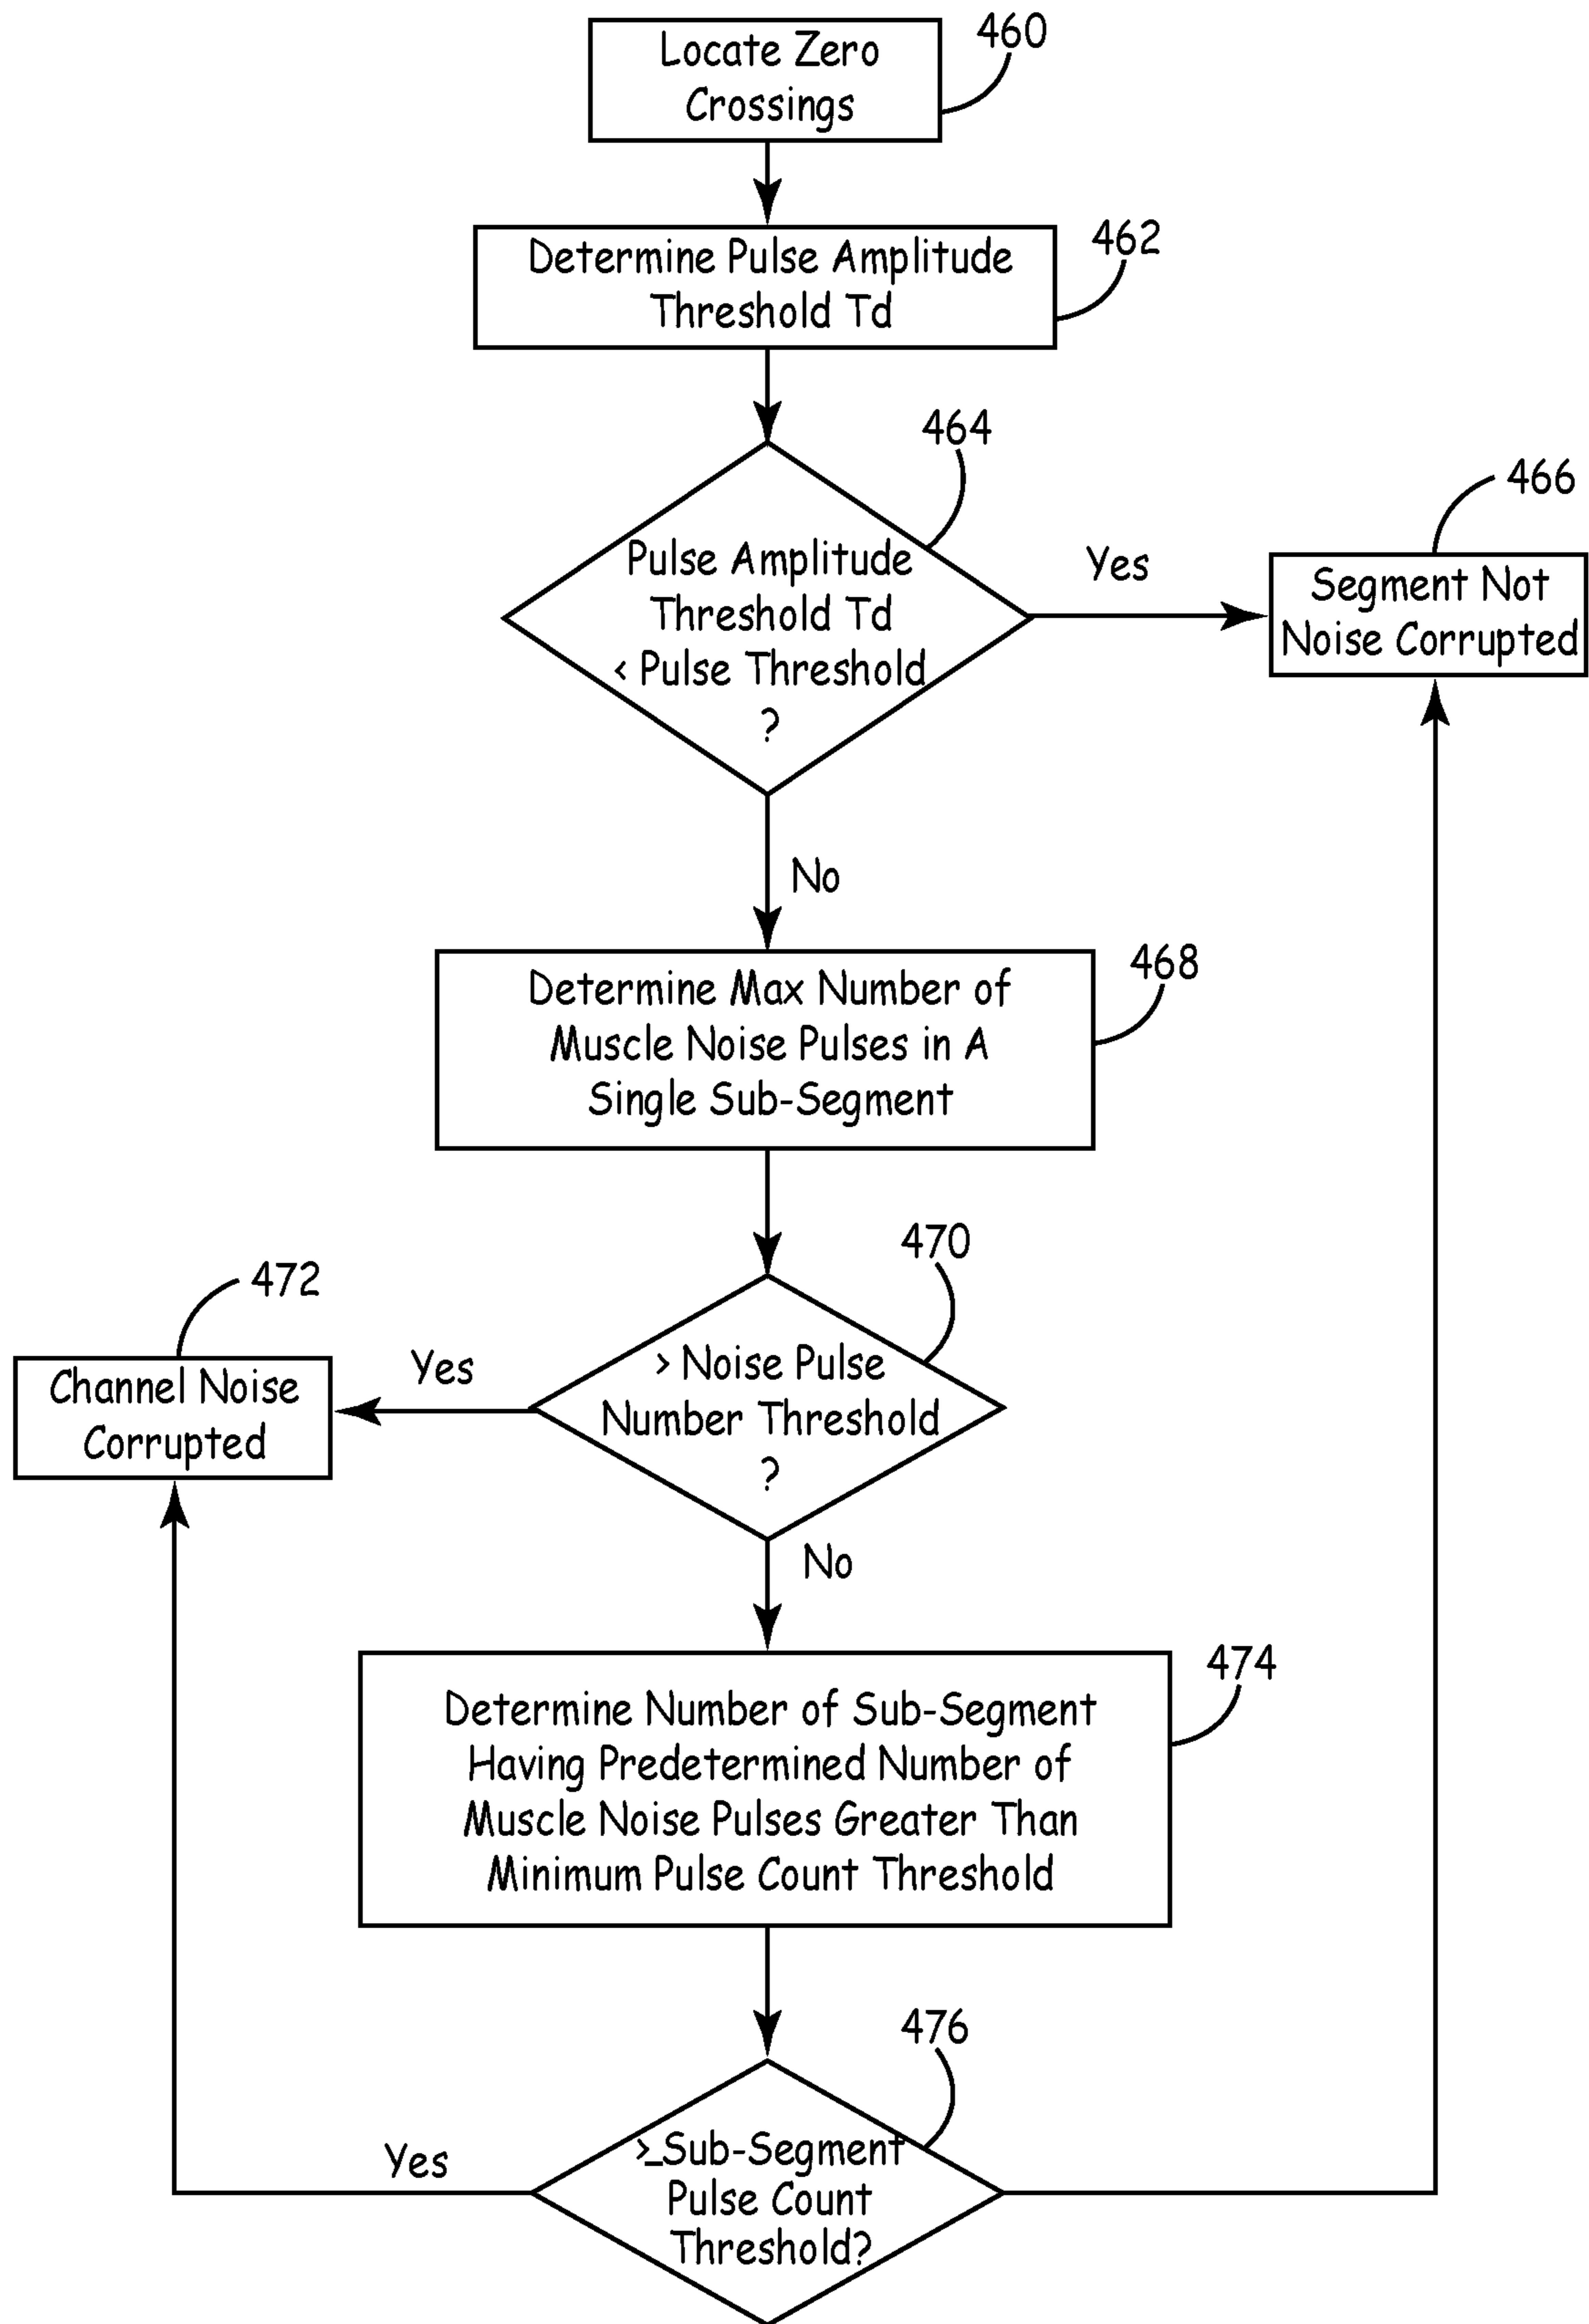 460
Locate Zero
Crossings
462
Determine Pulse Amplitude
Threshold Td
464
Pulse Amplitude
Threshold Td
< Pulse Threshold
?
Yes
466
Segment Not
Noise Corrupted
No
468
Determine Max Number of
Muscle Noise Pulses in A
Single Sub-Segment
470
> Noise Pulse
Number Threshold
?
Yes
472
Channel Noise
Corrupted
No
474
Determine Number of Sub-Segment
Having Predetermined Number of
Muscle Noise Pulses Greater Than
Minimum Pulse Count Threshold
476
>_Sub-Segment
Pulse Count
Threshold?
Yes